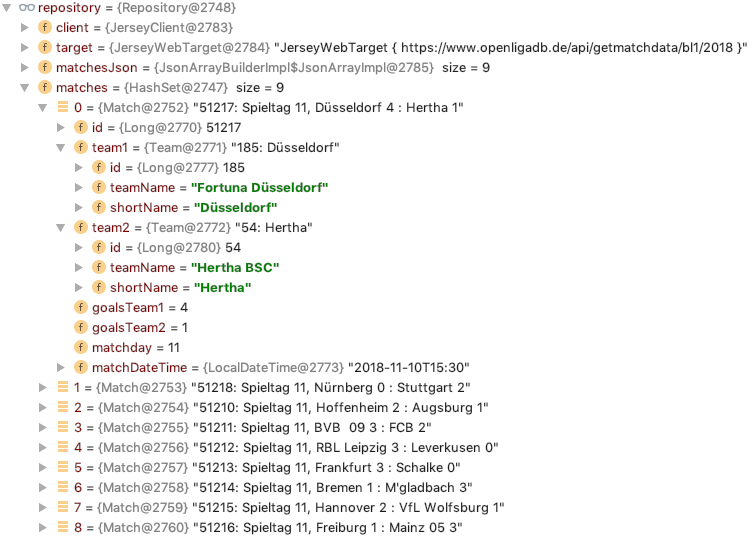 repository = {Repository@2748}
f client = {JerseyClient@2783}
f target = {JerseyWebTarget@2784} "JerseyWebTarget { https://www.openligadb.de/api/getmatchdata/bl1/2018 }"
f matchesJson = {JsonArrayBuilderImpl$JsonArrayImpl@2785} size = 9
f matches = {HashSet@2747} size = 9
0 = {Match@2752} "51217: Spieltag 11, Düsseldorf 4 : Hertha 1"
f id = {Long@2770} 51217
f team1 = {Team@2771} "185: Düsseldorf"
f id = {Long@2777} 185
f teamName = "Fortuna Düsseldorf"
f shortName = "Düsseldorf"
f team2 = {Team@2772} "54: Hertha"
f id = {Long@2780} 54
f teamName = "Hertha BSC"
f shortName = "Hertha"
f goalsTeam1 = 4
f goalsTeam2 = 1
f matchday = 11
f matchDateTime = {LocalDateTime@2773} "2018-11-10T15:30"
1 = {Match@2753} "51218: Spieltag 11, Nürnberg 0 : Stuttgart 2"
2 = {Match@2754} "51210: Spieltag 11, Hoffenheim 2 : Augsburg 1"
3 = {Match@2755} "51211: Spieltag 11, BVB  09 3 : FCB 2"
4 = {Match@2756} "51212: Spieltag 11, RBL Leipzig 3 : Leverkusen 0"
5 = {Match@2757} "51213: Spieltag 11, Frankfurt 3 : Schalke 0"
6 = {Match@2758} "51214: Spieltag 11, Bremen 1 : M'gladbach 3"
7 = {Match@2759} "51215: Spieltag 11, Hannover 2 : VfL Wolfsburg 1"
8 = {Match@2760} "51216: Spieltag 11, Freiburg 1 : Mainz 05 3"